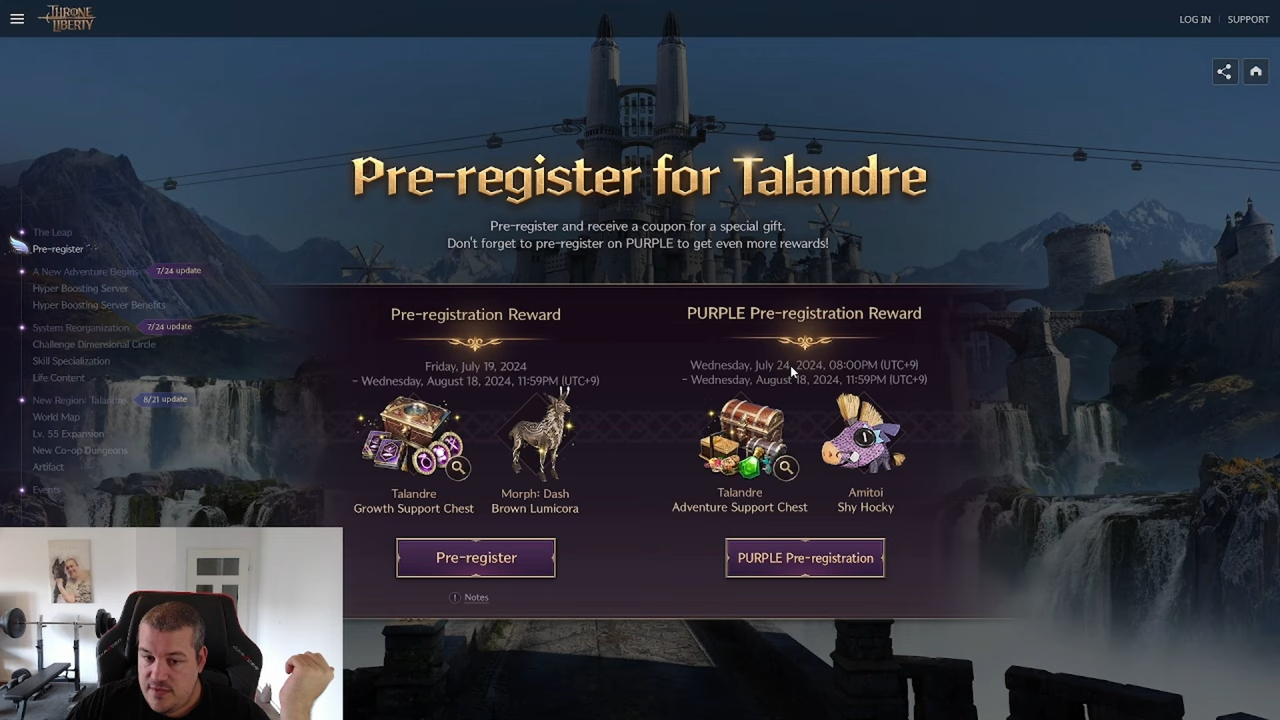 THRONE
LIBERTY
LOG IN
SUPPORT
Pre-register for Talandre
Pre-register and receive a coupon for a special gift.
Don't forget to pre-register on PURPLE to get even more rewards!
The Leap
Pre-register
A New Adventure Begins
7/24 update
Hyper Boosting Server
Hyper Boosting Server Benefits
System Reorganization
7/24 update
Challenge Dimensional Circle
Skill Specialization
Life Content
New Region: Talandre
8/21 update
World Map
Lv. 55 Expansion
New Co-op Dungeons
Artifact
Events
Pre-registration Reward
Friday, July 19, 2024
- Wednesday, August 18, 2024, 11:59PM (UTC+9)
Talandre
Growth Support Chest
Morph: Dash
Brown Lumicora
Pre-register
Notes
PURPLE Pre-registration Reward
Wednesday, July 24, 2024, 08:00PM (UTC+9)
- Wednesday, August 18, 2024, 11:59PM (UTC+9)
Talandre
Adventure Support Chest
Amitoi
Shy Hocky
PURPLE Pre-registration